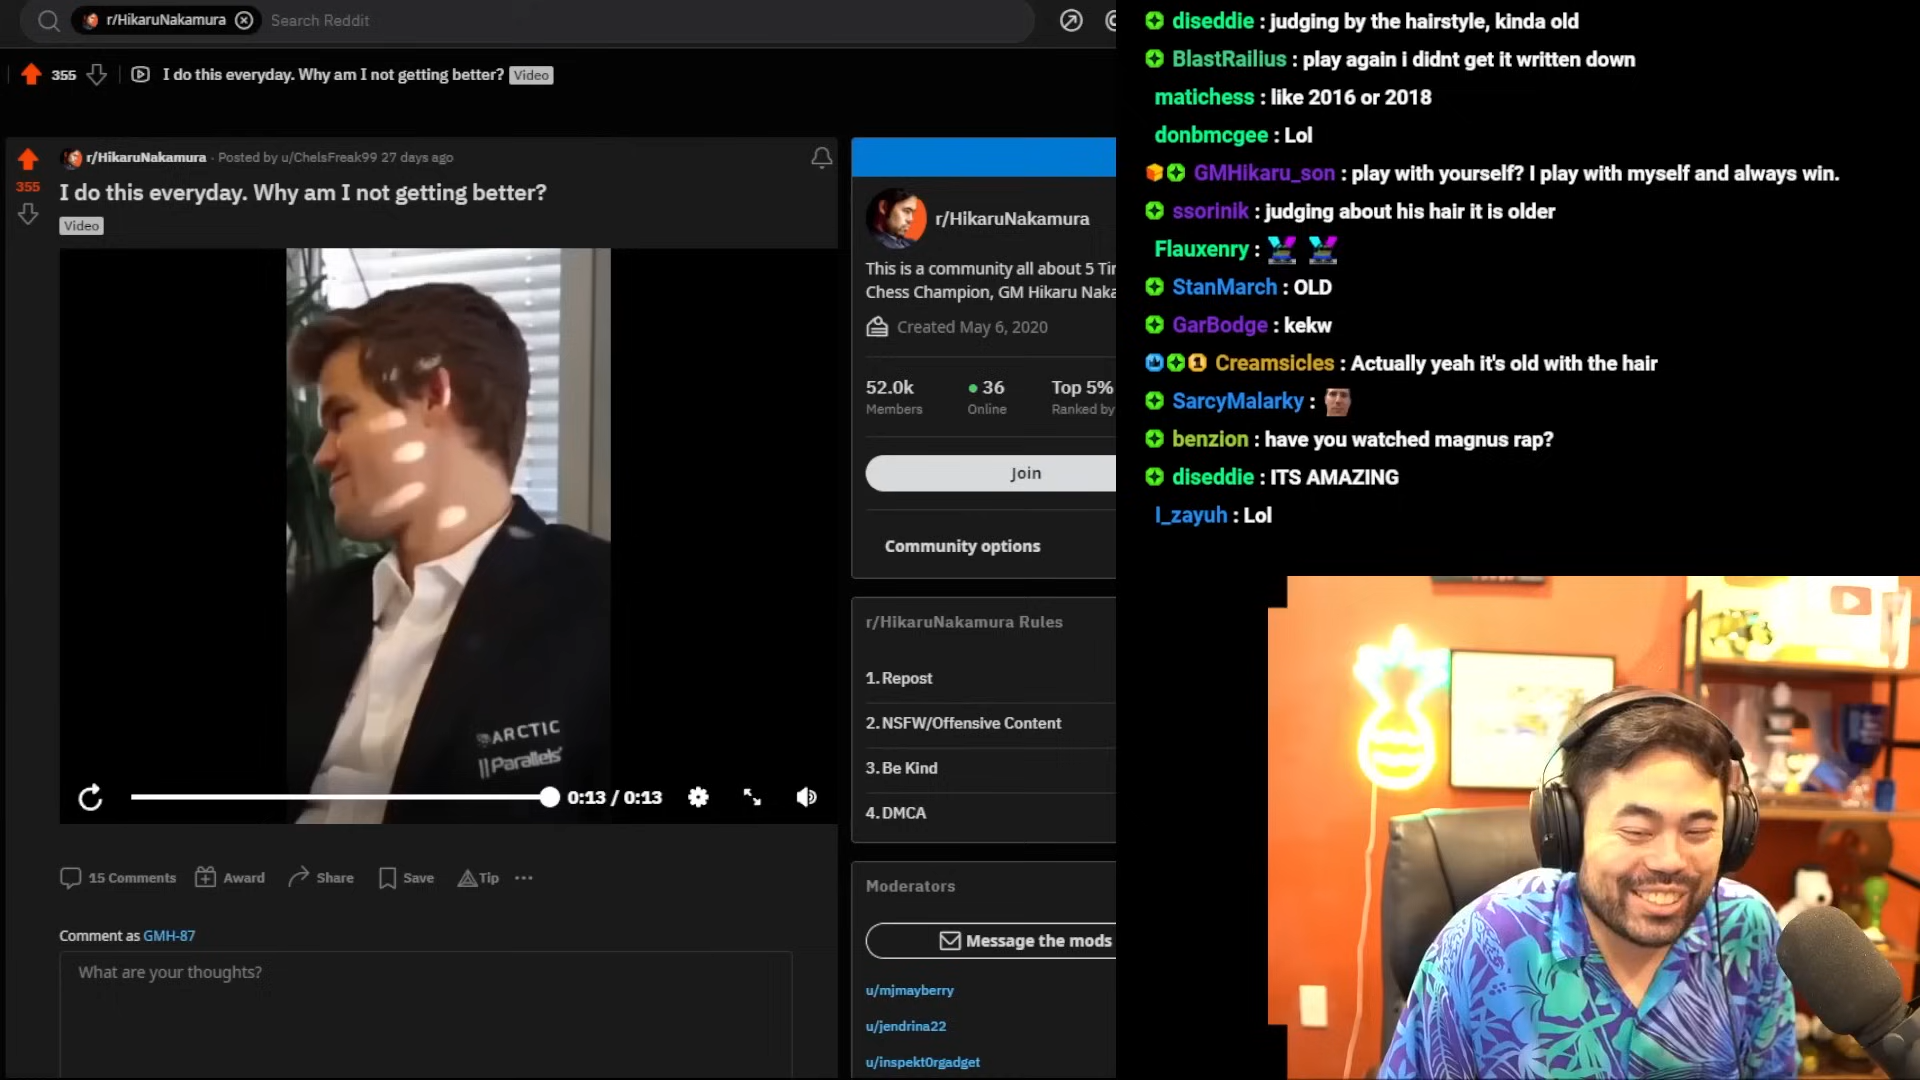 r/HikaruNakamura
Search Reddit
355
I do this everyday. Why am I not getting better? Video
r/HikaruNakamura · Posted by u/ChelsFreak99 27 days ago
355
I do this everyday. Why am I not getting better?
Video
ARCTIC
Parallels
0:13 / 0:13
15 Comments
Award
Share
Save
Tip
Comment as GMH-87
What are your thoughts?
r/HikaruNakamura
This is a community all about 5
Chess Champion, GM Hikaru
Created May 6, 2020
52.0k
36
Top 5%
Members
Online
Ranked by
Join
Community options
r/HikaruNakamura Rules
1. Repost
2. NSFW/Offensive Content
3. Be Kind
4. DMCA
Moderators
Message the mods
u/mjmayberry
u/jendrina22
u/inspekt0rgadget
diseddie : judging by the hairstyle, kinda old
BlastRailius : play again i didnt get it written down
matichess : like 2016 or 2018
donbmcgee : Lol
GMHikaru_son : play with yourself? I play with myself and always win.
ssorinik : judging about his hair it is older
Flauxenry :
StanMarch : OLD
GarBodge : kekw
1 Creamsicles : Actually yeah it's old with the hair
SarcyMalarky :
benzion : have you watched magnus rap?
diseddie : ITS AMAZING
l_zayuh : Lol